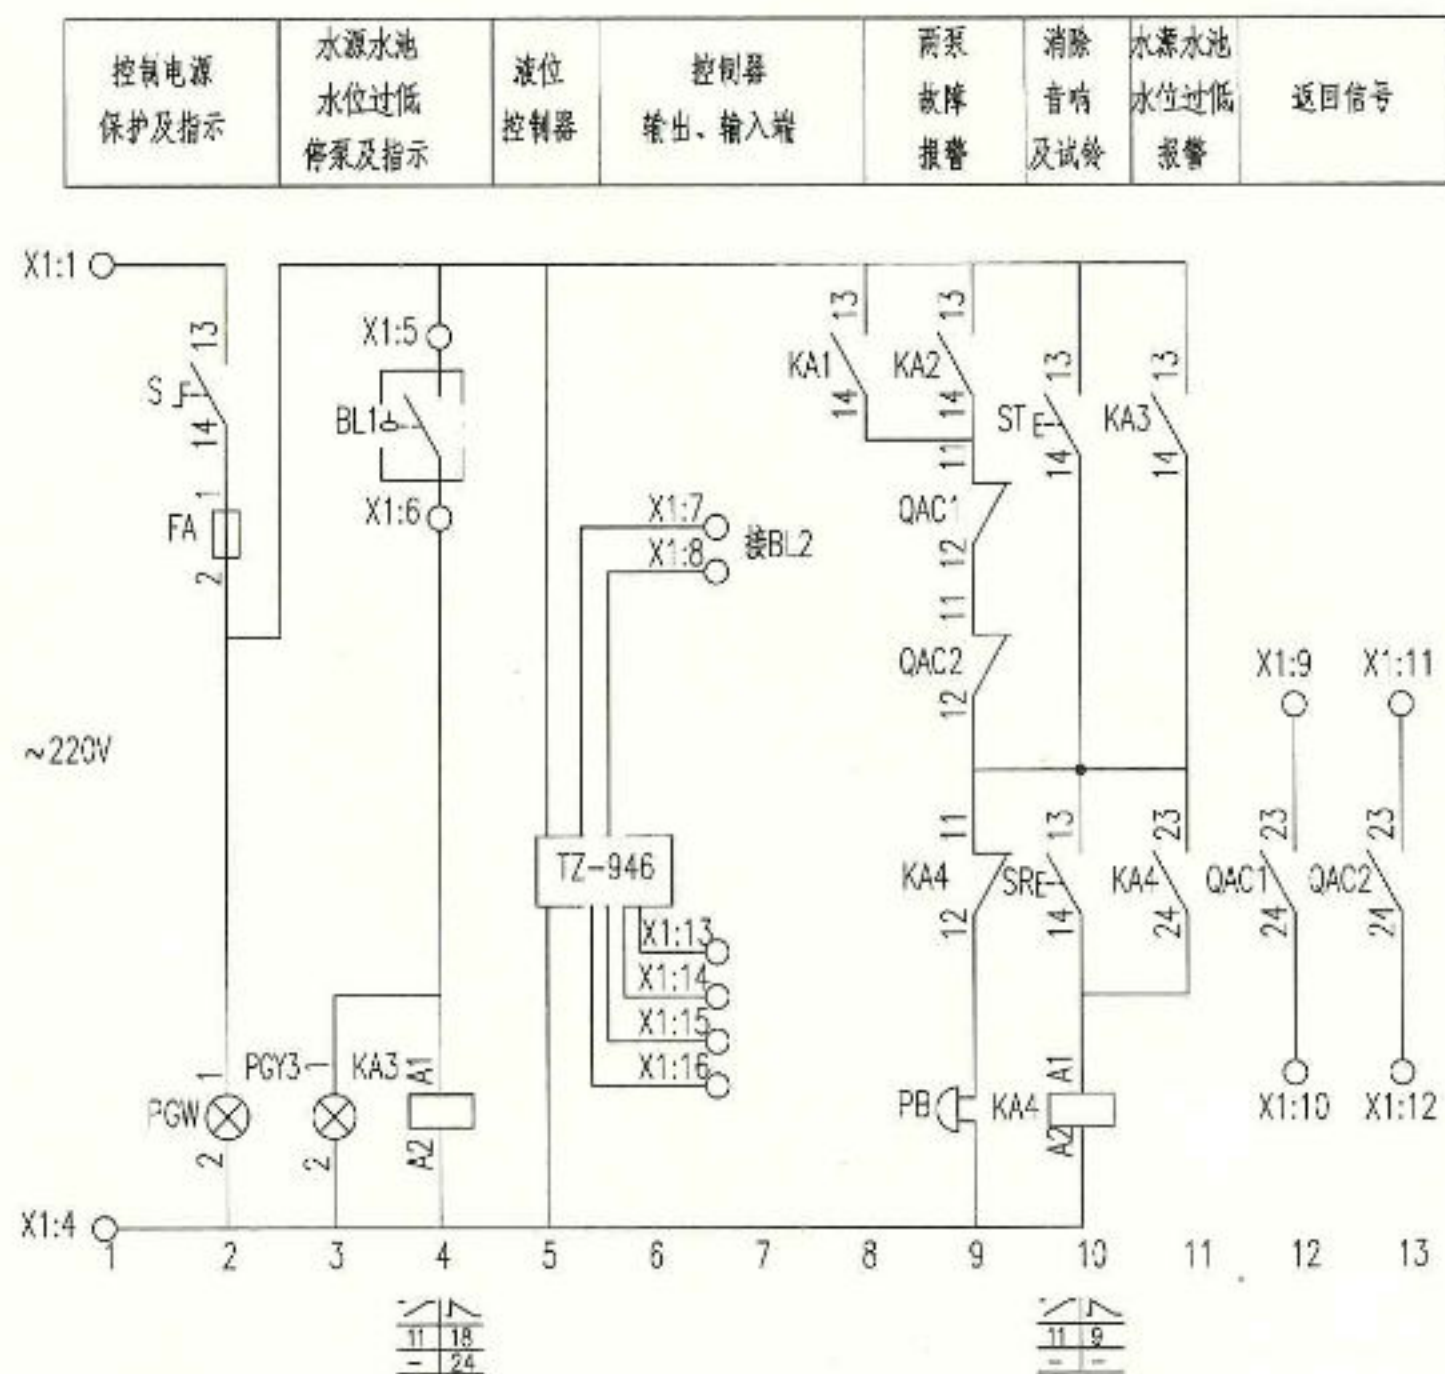 控制电源
保护及指示
水源水池
水位过低
停泵及指示
液位
控制器
控制器
输出、输入端
两泵
故障
报警
消除
音响
及试铃
水源水池
水位过低
报警
返回信号
X1:1
13
S
14
1
FA
2
~220V
1
PGW
2
X1:4
X1:5
BL1
X1:6
PGY3
1
2
KA3
A1
A2
X1:7
X1:8
接BL2
TZ-946
X1:13
X1:14
X1:15
X1:16
13
KA1
14
13
KA2
14
11
QAC1
12
11
QAC2
12
11
KA4
12
PB
13
ST
E
14
13
SR
E
14
KA4
A1
A2
13
KA3
14
23
KA4
24
X1:9
23
QAC1
24
X1:10
X1:11
23
QAC2
24
X1:12
1 2 3 4 5 6 7 8 9 10 11 12 13
11 18
- 24
11 9
- -